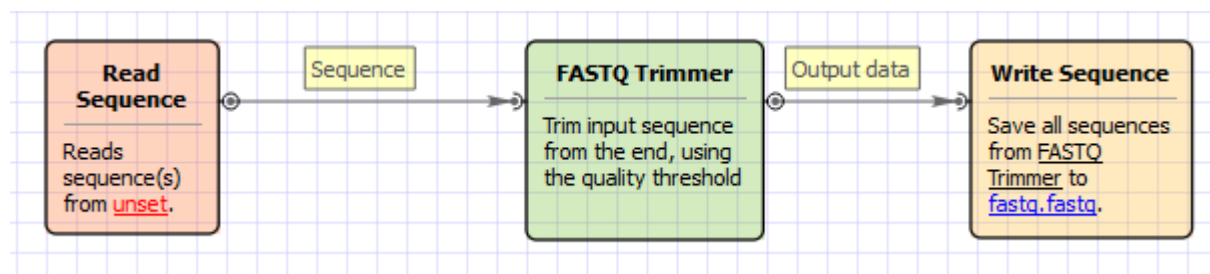 Read
Sequence
Reads
sequence(s)
from unset.
Sequence
FASTQ Trimmer
Trim input sequence
from the end, using
the quality threshold
Output data
Write Sequence
Save all sequences
from FASTQ
Trimmer to
fastq.fastq.